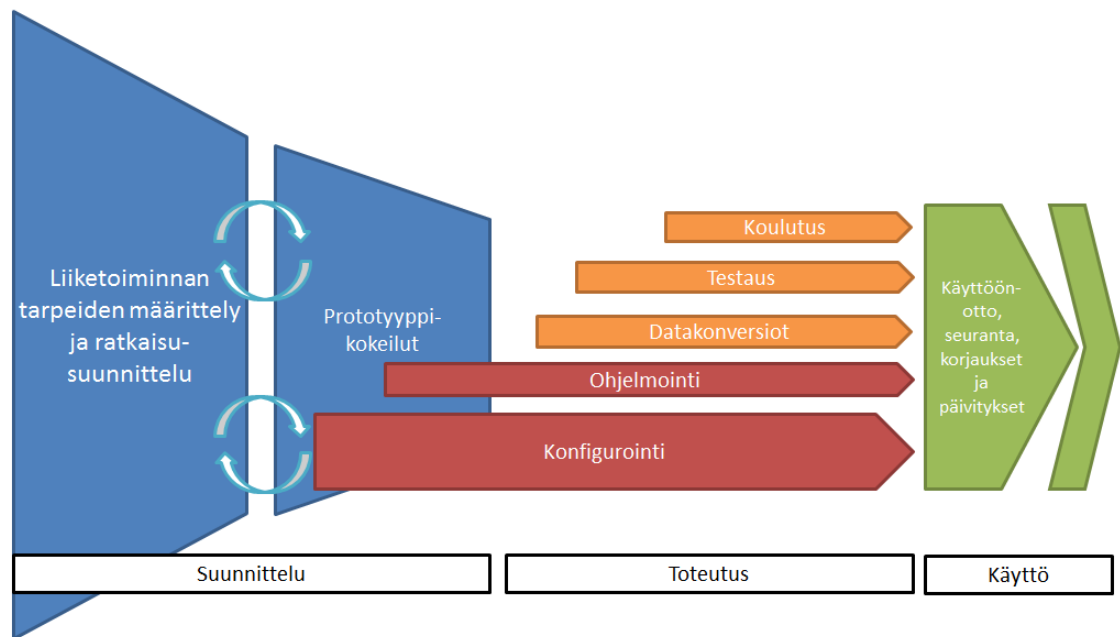 Liiketoiminnan
tarpeiden määrittely
ja ratkaisu-
suunnittelu
Prototyyppi-
kokeilut
Koulutus
Testaus
Datakonversiot
Ohjelmointi
Konfigurointi
Käyttöön-
otto,
seuranta,
korjaukset
ja
päivitykset
Suunnittelu
Toteutus
Käyttö